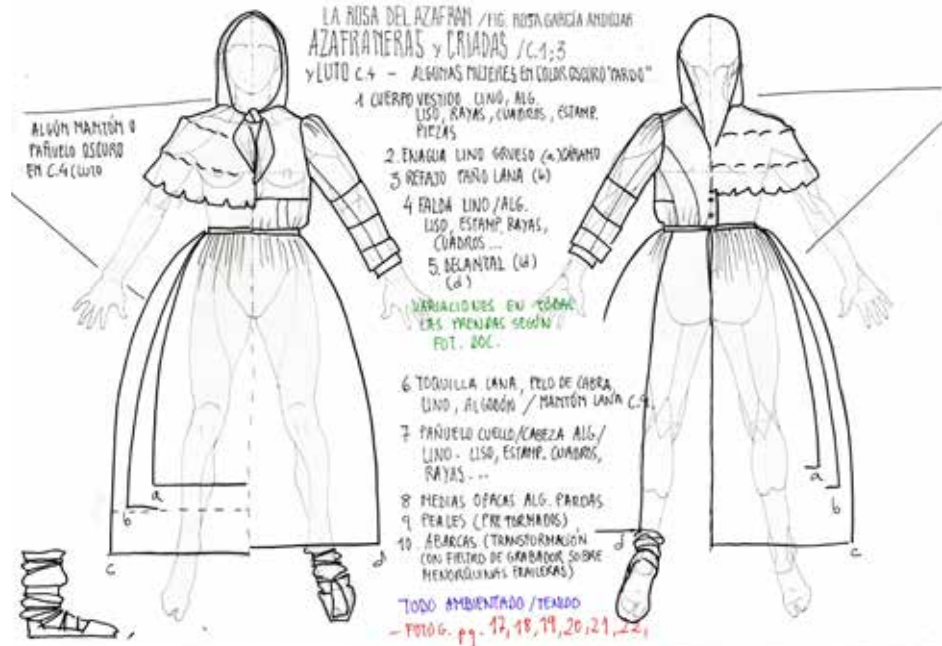 LA ROSA DEL AZAFRAN / FIG. ROSA GARCÍA ANDÚJAR
AZAFRANERAS Y CRIADAS / C.1;3
Y LUTO C.4 - ALGUNAS MUJERES EN COLOR OSCURO "PARDO"
ALGÚN MANTÓN O
PAÑUELO OSCURO
EM C.4 (LUTO
1 CUERPO VESTIDO LINO, ALG.
LISO, RAYAS, CUADROS, ESTAMP.
PIEZAS
2. ENAGUA LINO GRUESO (a) CÁÑAMO
3 REFAJO PAÑO LANA (b)
4 FALDA LINO / ALG.
LISO, ESTAMP. RAYAS,
CUADROS ...
5. DELANTAL (d)
(d)
VARIACIONES EN TODAS
LAS PRENDAS SEGÚN
FOT. DOC.
6 TOQUILLA LANA, PELO DE CABRA,
LINO, ALGODÓN / MANTÓN LANA C.4.
7 PAÑUELO CUELLO/CABEZA ALG/
LINO - LISO, ESTAMP. CUADROS,
RAYAS ...
8 MEDIAS OPACAS ALG. PARDAS
9 PEALES (PRE FORMADOS)
10 ABARCAS (TRANSFORMACIÓN
CON FIELTRO DE GRABADOR SOBRE
MENORQUINAS FRAILERAS)
TODO AMBIENTADO / TEÑIDO
- FOTOG. pg. 17, 18, 19, 20, 21, 22,
a
b
c
d
a
b
c
d